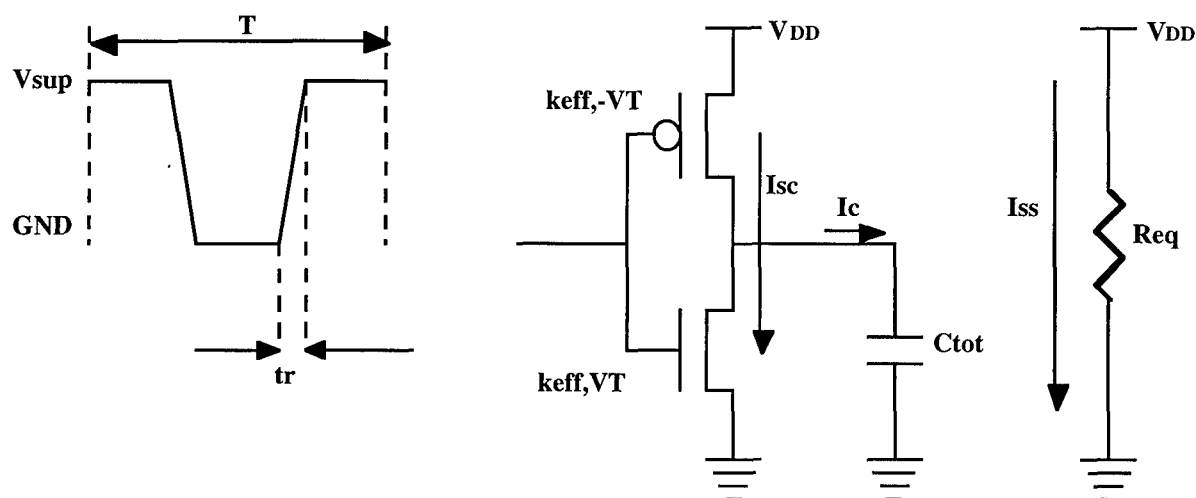 T
Vsup
GND
tr
VDD
keff,-VT
Isc
Ic
keff,VT
Ctot
VDD
Iss
Req